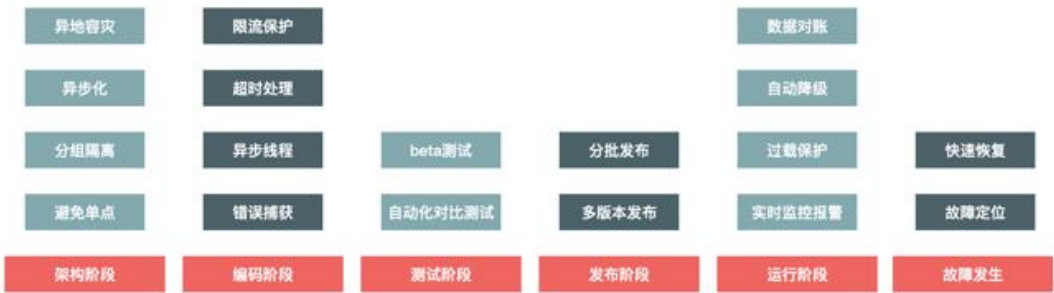 异地容灾
限流保护
数据对账
异步化
超时处理
自动降级
分组隔离
异步线程
beta测试
分批发布
过载保护
快速恢复
避免单点
错误捕获
自动化对比测试
多版本发布
实时监控报警
故障定位
架构阶段
编码阶段
测试阶段
发布阶段
运行阶段
故障发生